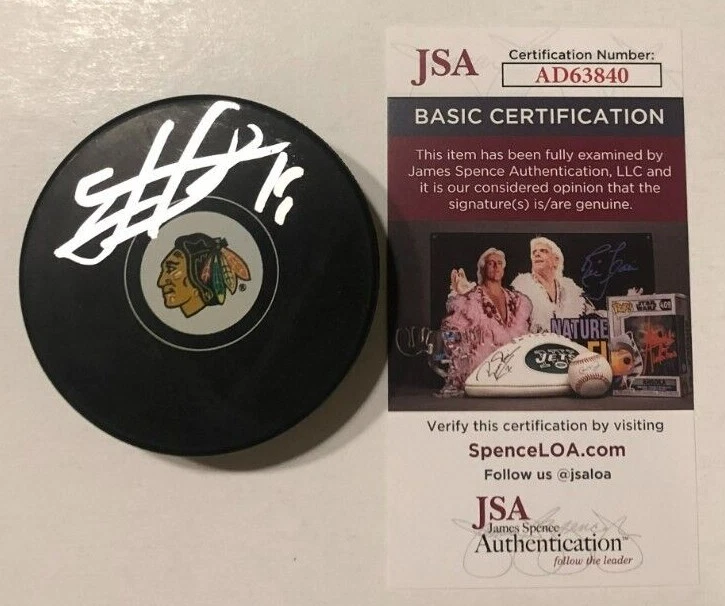 JSA
Certification Number:
AD63840
BASIC CERTIFICATION
This item has been fully examined by
James Spence Authentication, LLC and
it is our considered opinion that the
signature(s) is/are genuine.
NATURE
JETS
Verify this certification by visiting
SpenceLOA.com
Follow us @jsaloa
JSA
James Spence
Authentication™
follow the leader